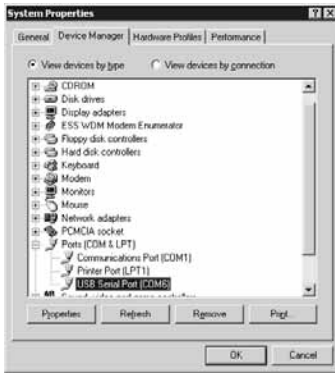 System Properties
General Device Manager Hardware Profiles Performance
View devices by type View devices by connection
CDROM
Disk drives
Display adapters
ESS WDM Modem Enumerator
Floppy disk controllers
Hard disk controllers
Keyboard
Modem
Monitors
Mouse
Network adapters
PCMCIA socket
Ports (COM & LPT)
Communications Port (COM1)
Printer Port (LPT1)
USB Serial Port (COM6)
Properties Refresh Remove Print...
OK Cancel